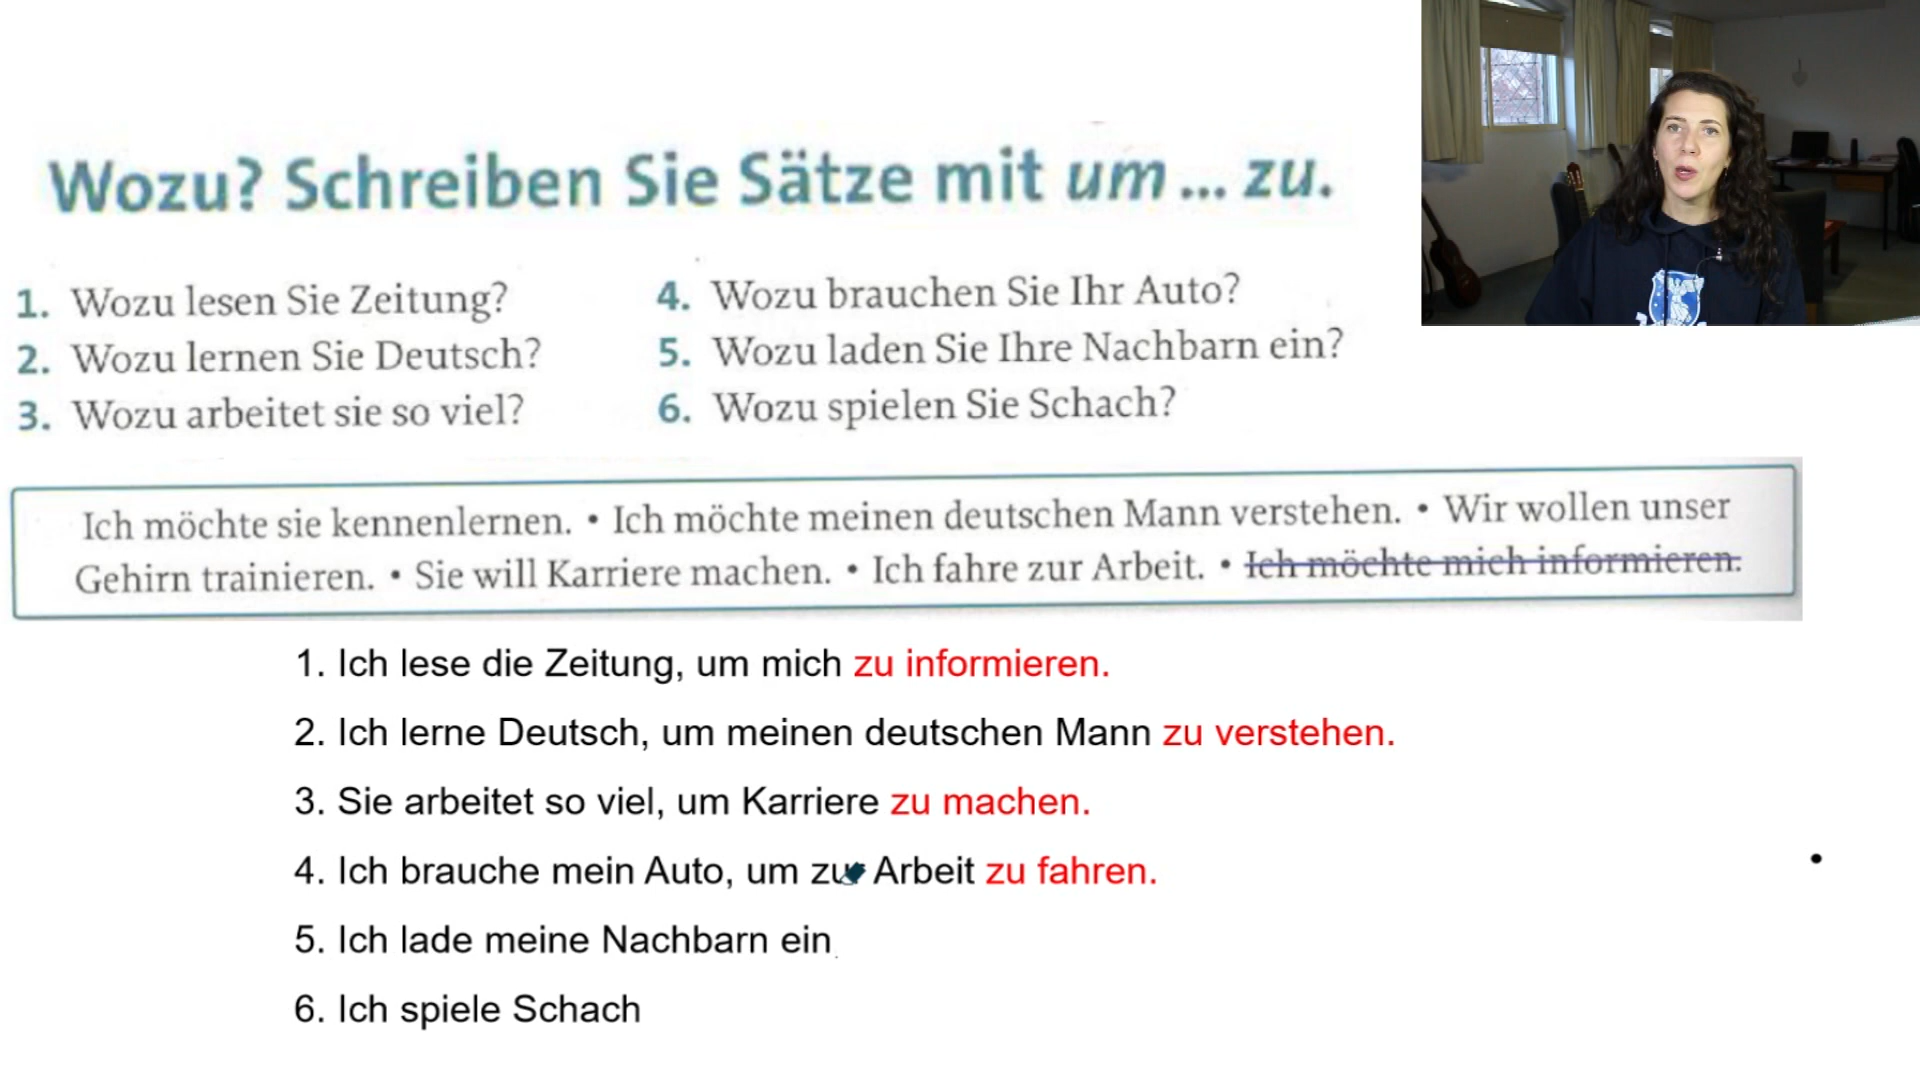 Wozu? Schreiben Sie Sätze mit um ... zu.
1. Wozu lesen Sie Zeitung?
2. Wozu lernen Sie Deutsch?
3. Wozu arbeitet sie so viel?
4. Wozu brauchen Sie Ihr Auto?
5. Wozu laden Sie Ihre Nachbarn ein?
6. Wozu spielen Sie Schach?
Ich möchte sie kennenlernen. • Ich möchte meinen deutschen Mann verstehen. • Wir wollen unser
Gehirn trainieren. • Sie will Karriere machen. • Ich fahre zur Arbeit. • Ich möchte mich informieren.
1. Ich lese die Zeitung, um mich zu informieren.
2. Ich lerne Deutsch, um meinen deutschen Mann zu verstehen.
3. Sie arbeitet so viel, um Karriere zu machen.
4. Ich brauche mein Auto, um zur Arbeit zu fahren.
5. Ich lade meine Nachbarn ein
6. Ich spiele Schach